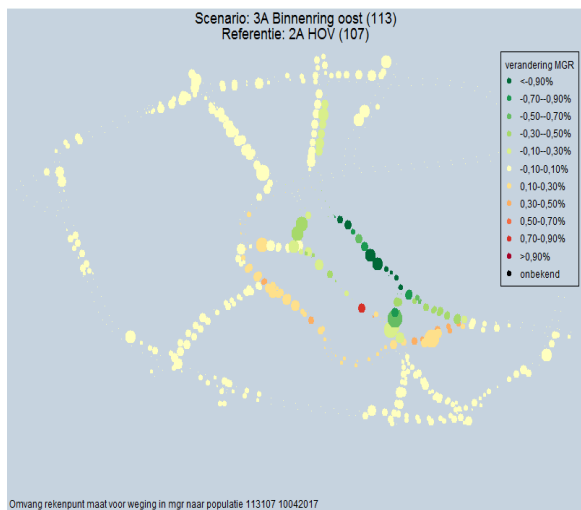 Scenario: 3A Binnenring oost (113)
Referentie: 2A HOV (107)
verandering MGR
<-0,90%
-0,70--0,90%
-0,50--0,70%
-0,30--0,50%
-0,10--0,30%
-0,10-0,10%
0,10-0,30%
0,30-0,50%
0,50-0,70%
0,70-0,90%
>0,90%
onbekend
Omvang rekenpunt maat voor weging in mgr naar populatie 113107 10042017